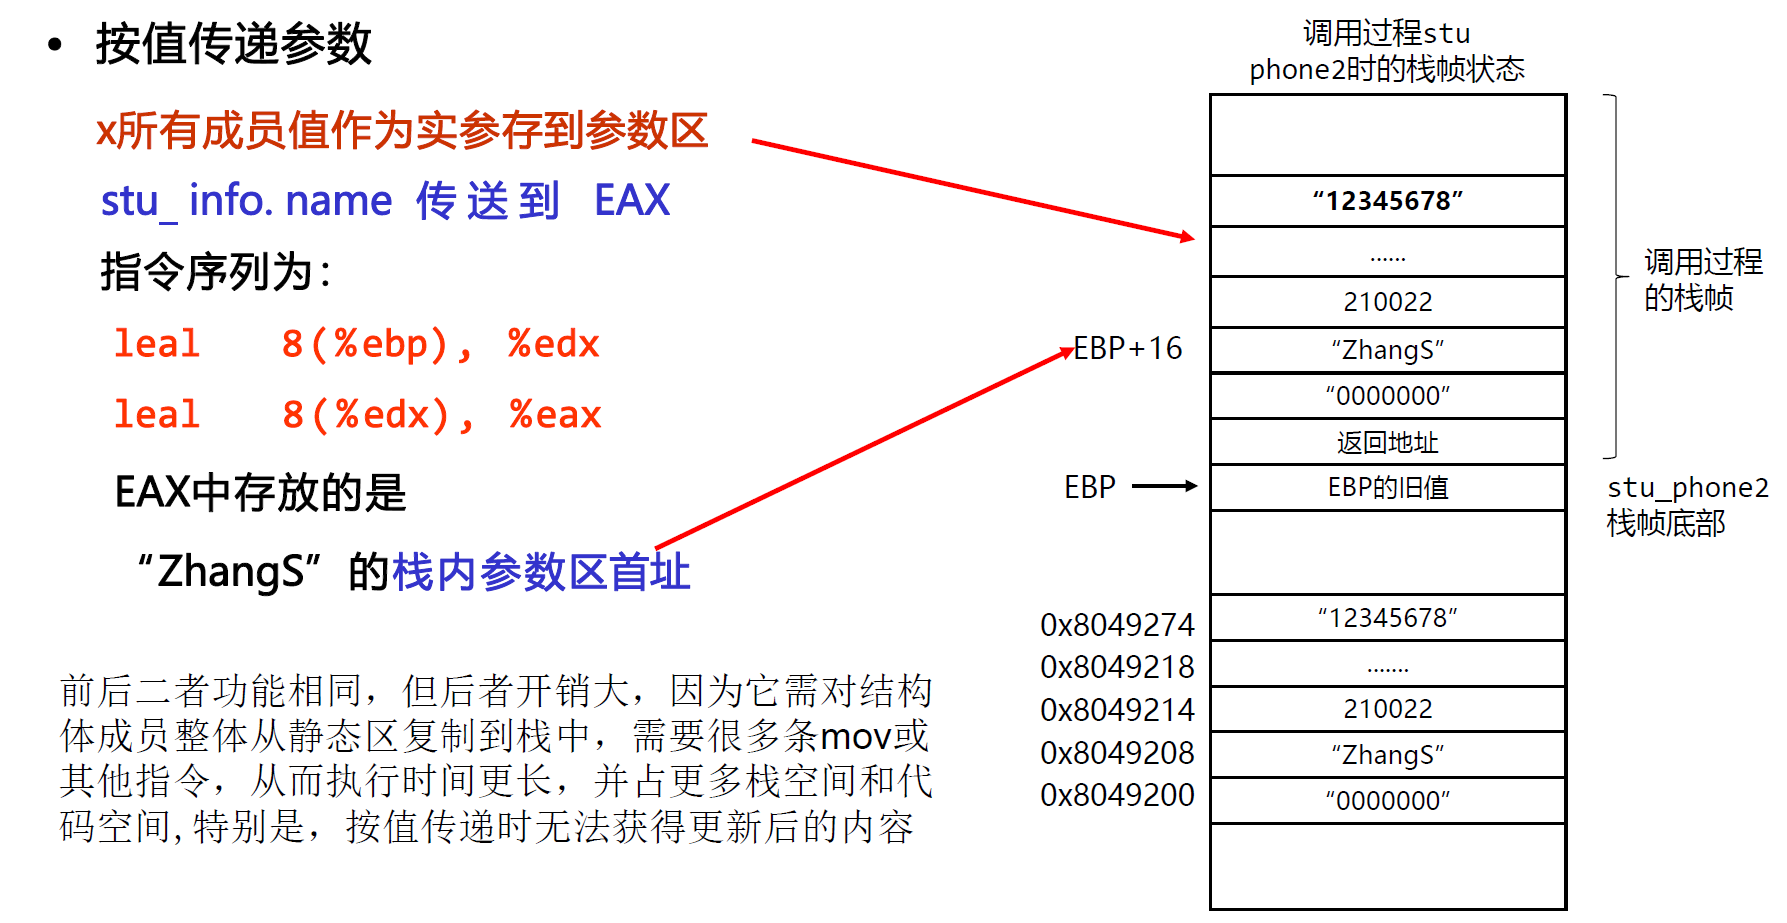 • 按值传递参数
x所有成员值作为实参存到参数区
stu_ info. name 传 送 到 EAX
指令序列为：
leal 8(%ebp), %edx
leal 8(%edx), %eax
EAX中存放的是
“ZhangS” 的栈内参数区首址
前后二者功能相同，但后者开销大，因为它需对结构
体成员整体从静态区复制到栈中，需要很多条mov或
其他指令，从而执行时间更长，并占更多栈空间和代
码空间,特别是，按值传递时无法获得更新后的内容
调用过程stu
phone2时的栈帧状态
“12345678”
......
210022
EBP+16
“ZhangS”
“0000000”
返回地址
EBP
EBP的旧值
调用过程
的栈帧
stu_phone2
栈帧底部
0x8049274
“12345678”
0x8049218
.......
0x8049214
210022
0x8049208
“ZhangS”
0x8049200
“0000000”